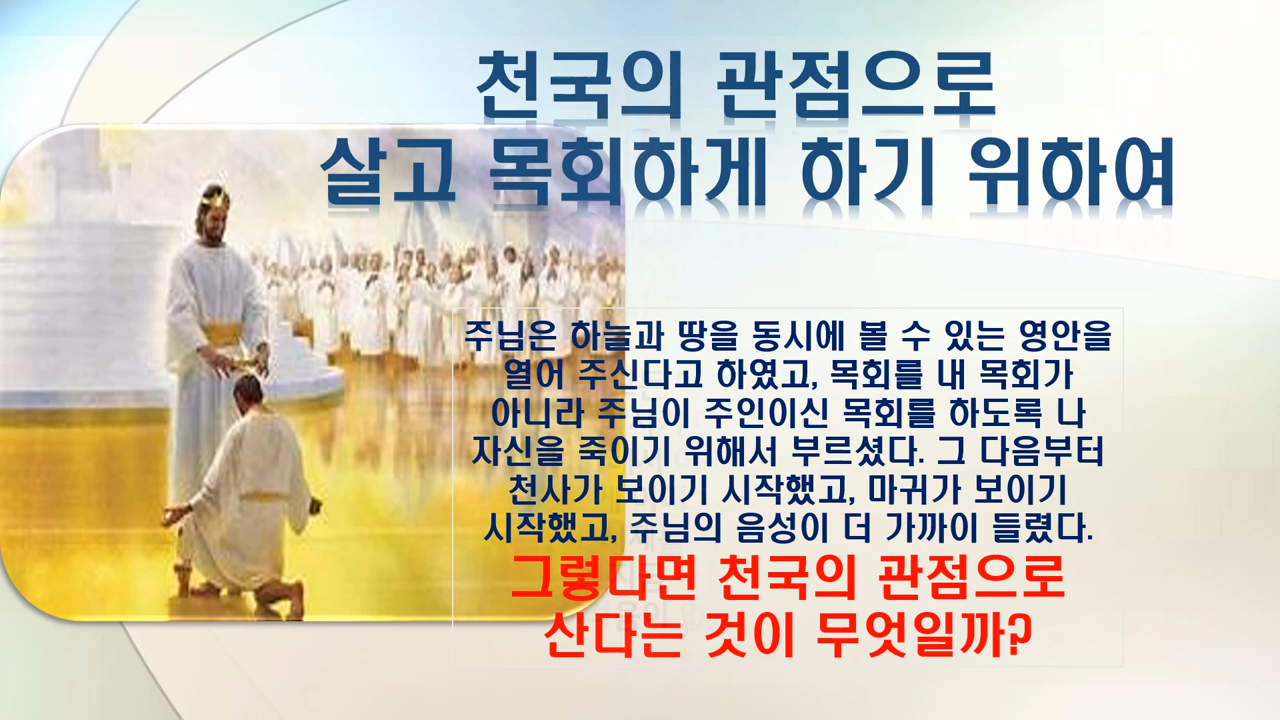 천국의 관점으로
살고 목회하게 하기 위하여
주님은 하늘과 땅을 동시에 볼 수 있는 영안을
열어 주신다고 하였고, 목회를 내 목회가
아니라 주님이 주인이신 목회를 하도록 나
자신을 죽이기 위해서 부르셨다. 그 다음부터
천사가 보이기 시작했고, 마귀가 보이기
시작했고, 주님의 음성이 더 가까이 들렸다.
그렇다면 천국의 관점으로
산다는 것이 무엇일까?